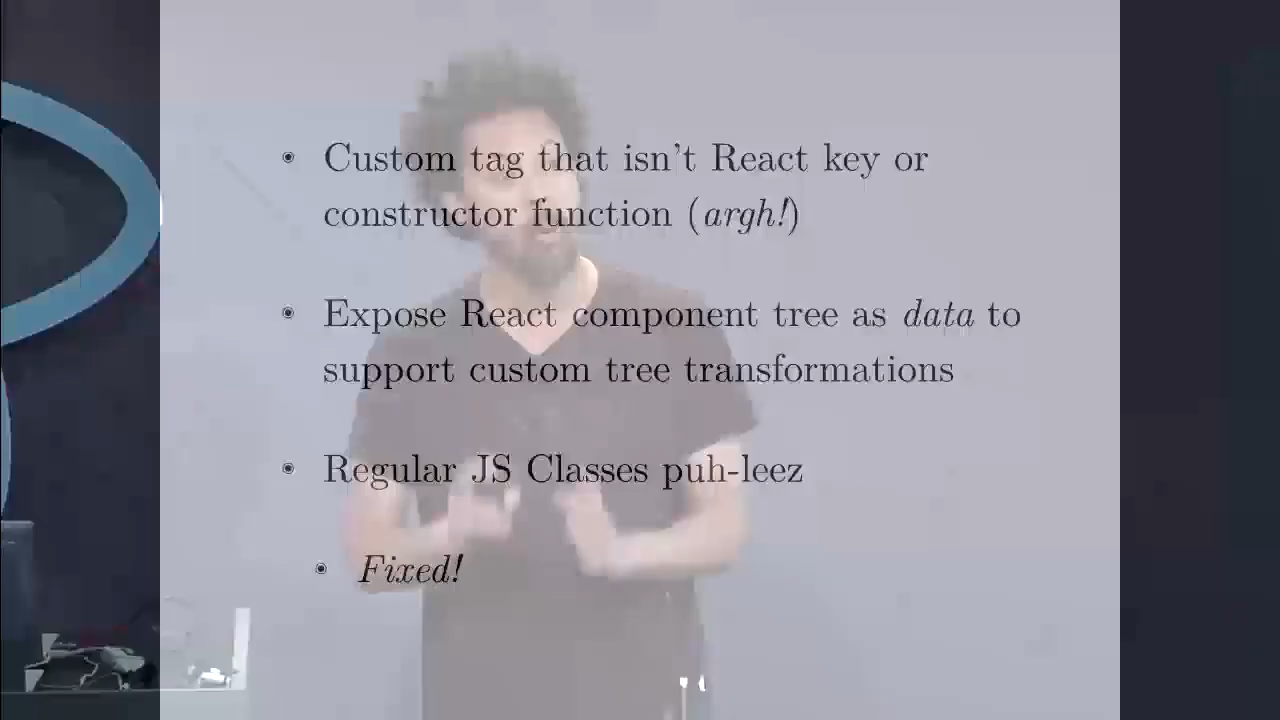 Custom tag that isn't React key or
constructor function (argh!)
Expose React component tree as data to
support custom tree transformations
Regular JS Classes puh-leez
Fixed!